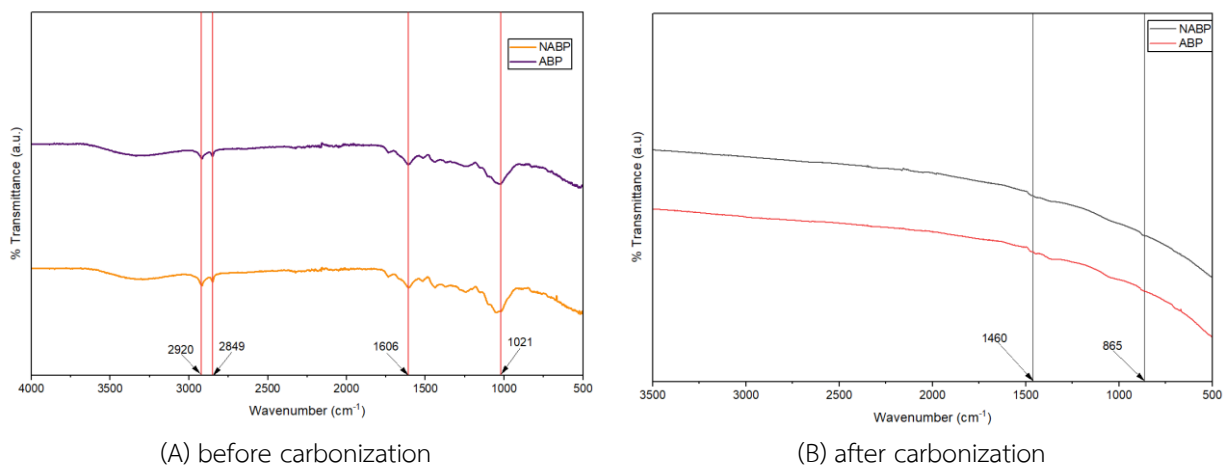 NABP
ABP
% Transmittance (a.u.)
2920
2849
1606
1021
4000
3500
3000
2500
2000
1500
1000
500
Wavenumber (cm⁻¹)
(A) before carbonization
NABP
ABP
% Transmittance (a.u)
1460
865
3500
3000
2500
2000
1500
1000
500
Wavenumber (cm⁻¹)
(B) after carbonization